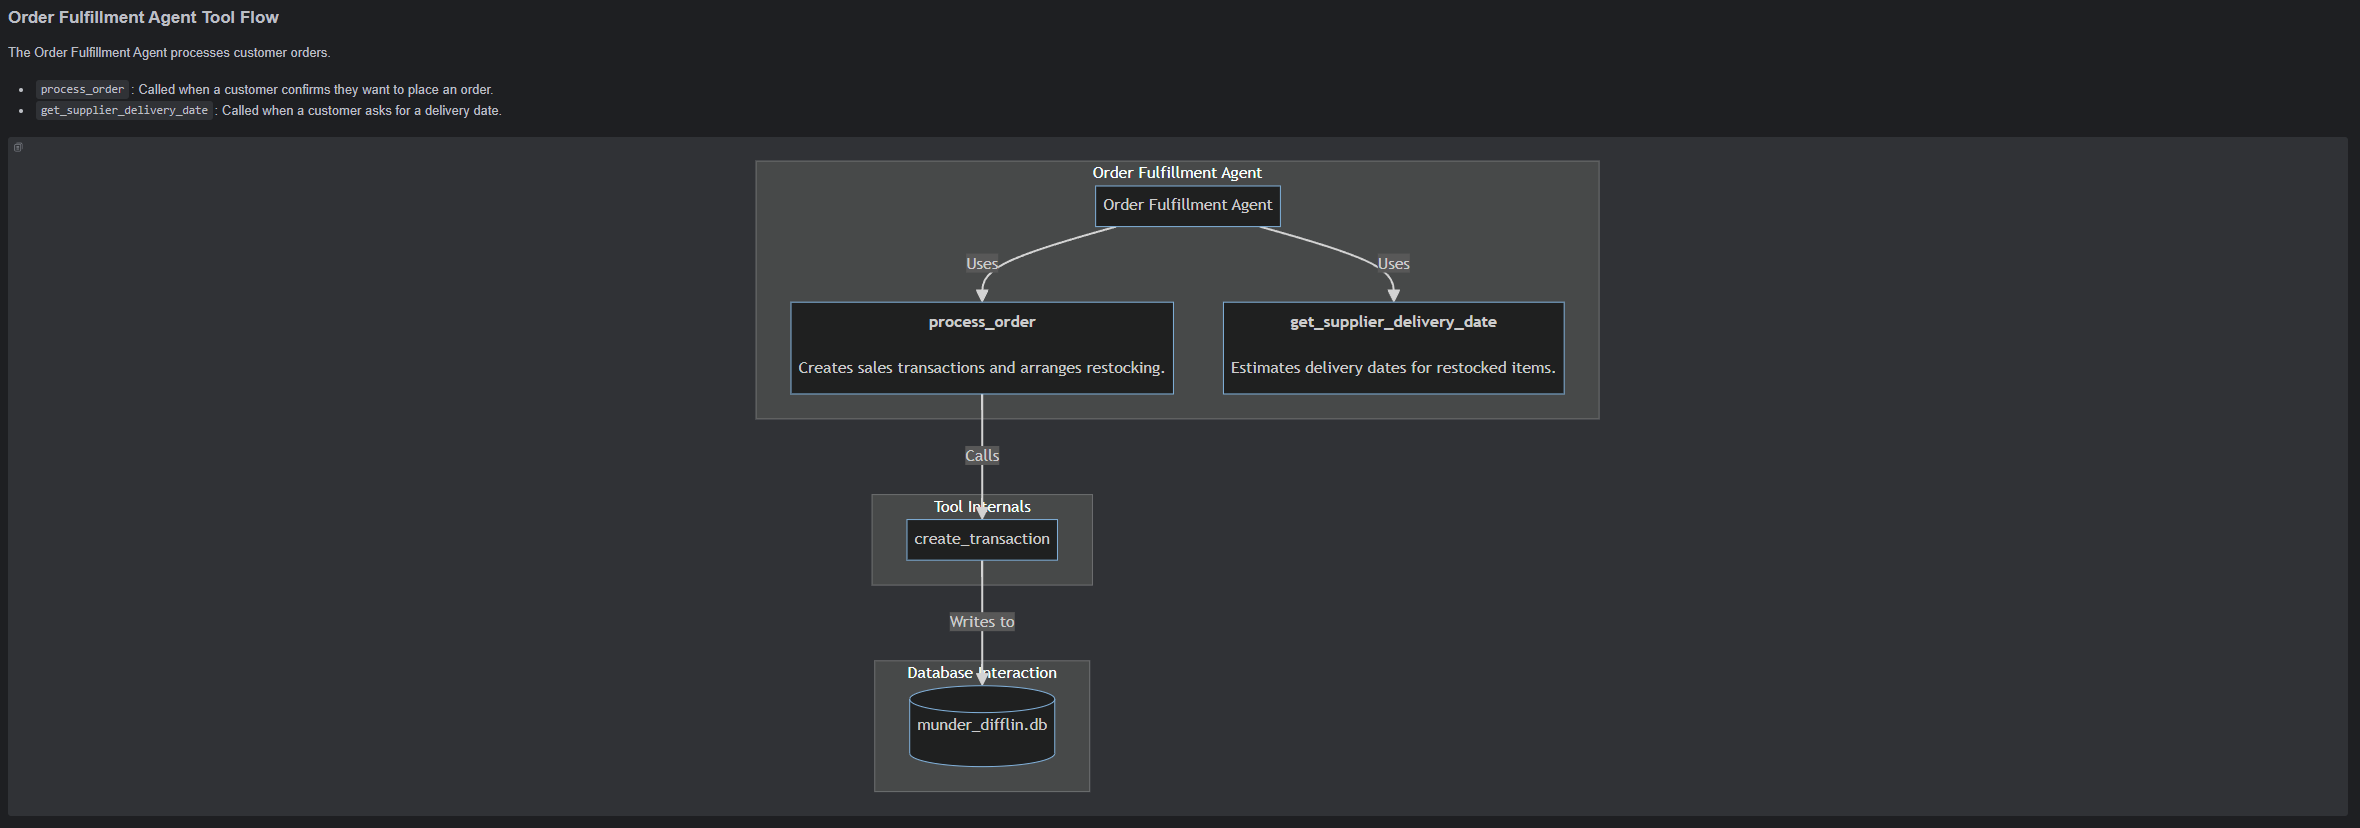 Order Fulfillment Agent Tool Flow
The Order Fulfillment Agent processes customer orders.
process_order : Called when a customer confirms they want to place an order.
get_supplier_delivery_date : Called when a customer asks for a delivery date.
Order Fulfillment Agent
Order Fulfillment Agent
Uses
Uses
process_order
Creates sales transactions and arranges restocking.
get_supplier_delivery_date
Estimates delivery dates for restocked items.
Calls
Tool Internals
create_transaction
Writes to
Database Interaction
munder_difflin.db